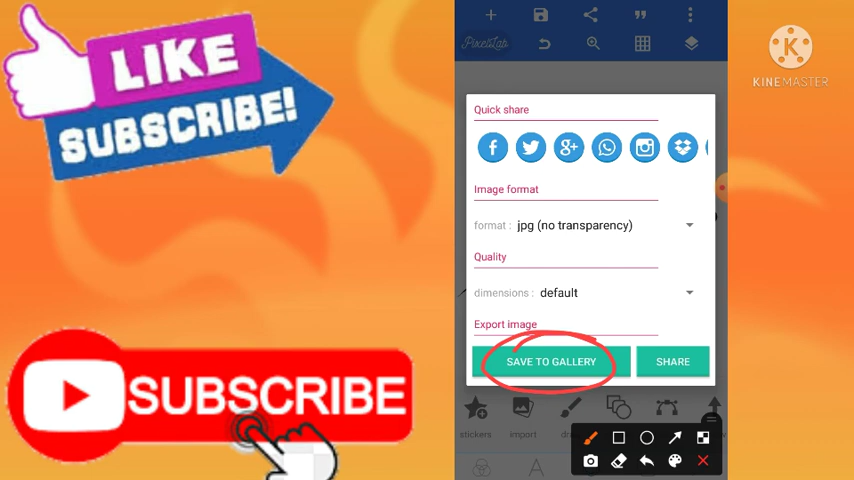 LIKE
SUBSCRIBE!
SUBSCRIBE
PixelLab
Quick share
Image format
format : jpg (no transparency)
Quality
dimensions : default
Export image
SAVE TO GALLERY
SHARE
stickers
import
K
KINEMASTER